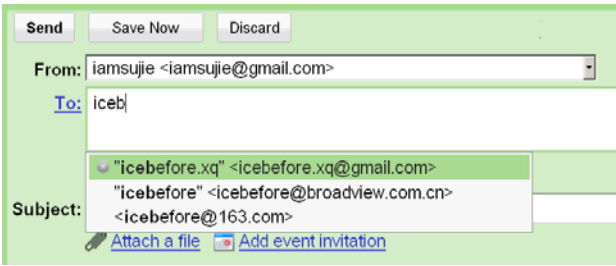 Send Save Now Discard
From: iamsujie <iamsujie@gmail.com>
To: iceb
"icebefore.xq" <icebefore.xq@gmail.com>
"icebefore" <icebefore@broadview.com.cn>
<icebefore@163.com>
Subject:
Attach a file Add event invitation